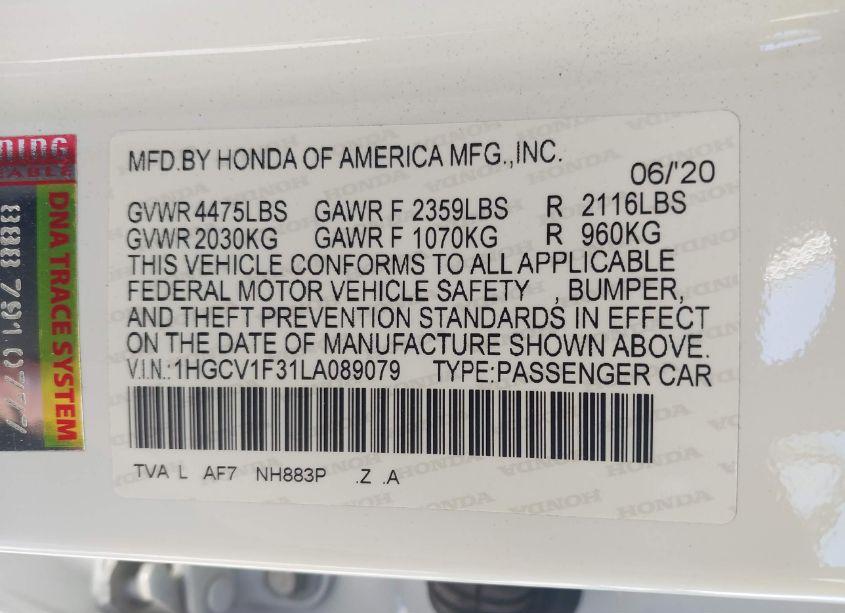 MFD.BY HONDA OF AMERICA MFG.,INC.
06/'20
GVWR 4475LBS GAWR F 2359LBS R 2116LBS
GVWR 2030KG GAWR F 1070KG R 960KG
THIS VEHICLE CONFORMS TO ALL APPLICABLE
FEDERAL MOTOR VEHICLE SAFETY , BUMPER,
AND THEFT PREVENTION STANDARDS IN EFFECT
ON THE DATE OF MANUFACTURE SHOWN ABOVE.
V.I.N.:1HGCV1F31LA089079 TYPE:PASSENGER CAR
TVA L AF7 NH883P .Z .A
DNA TRACE SYSTEM